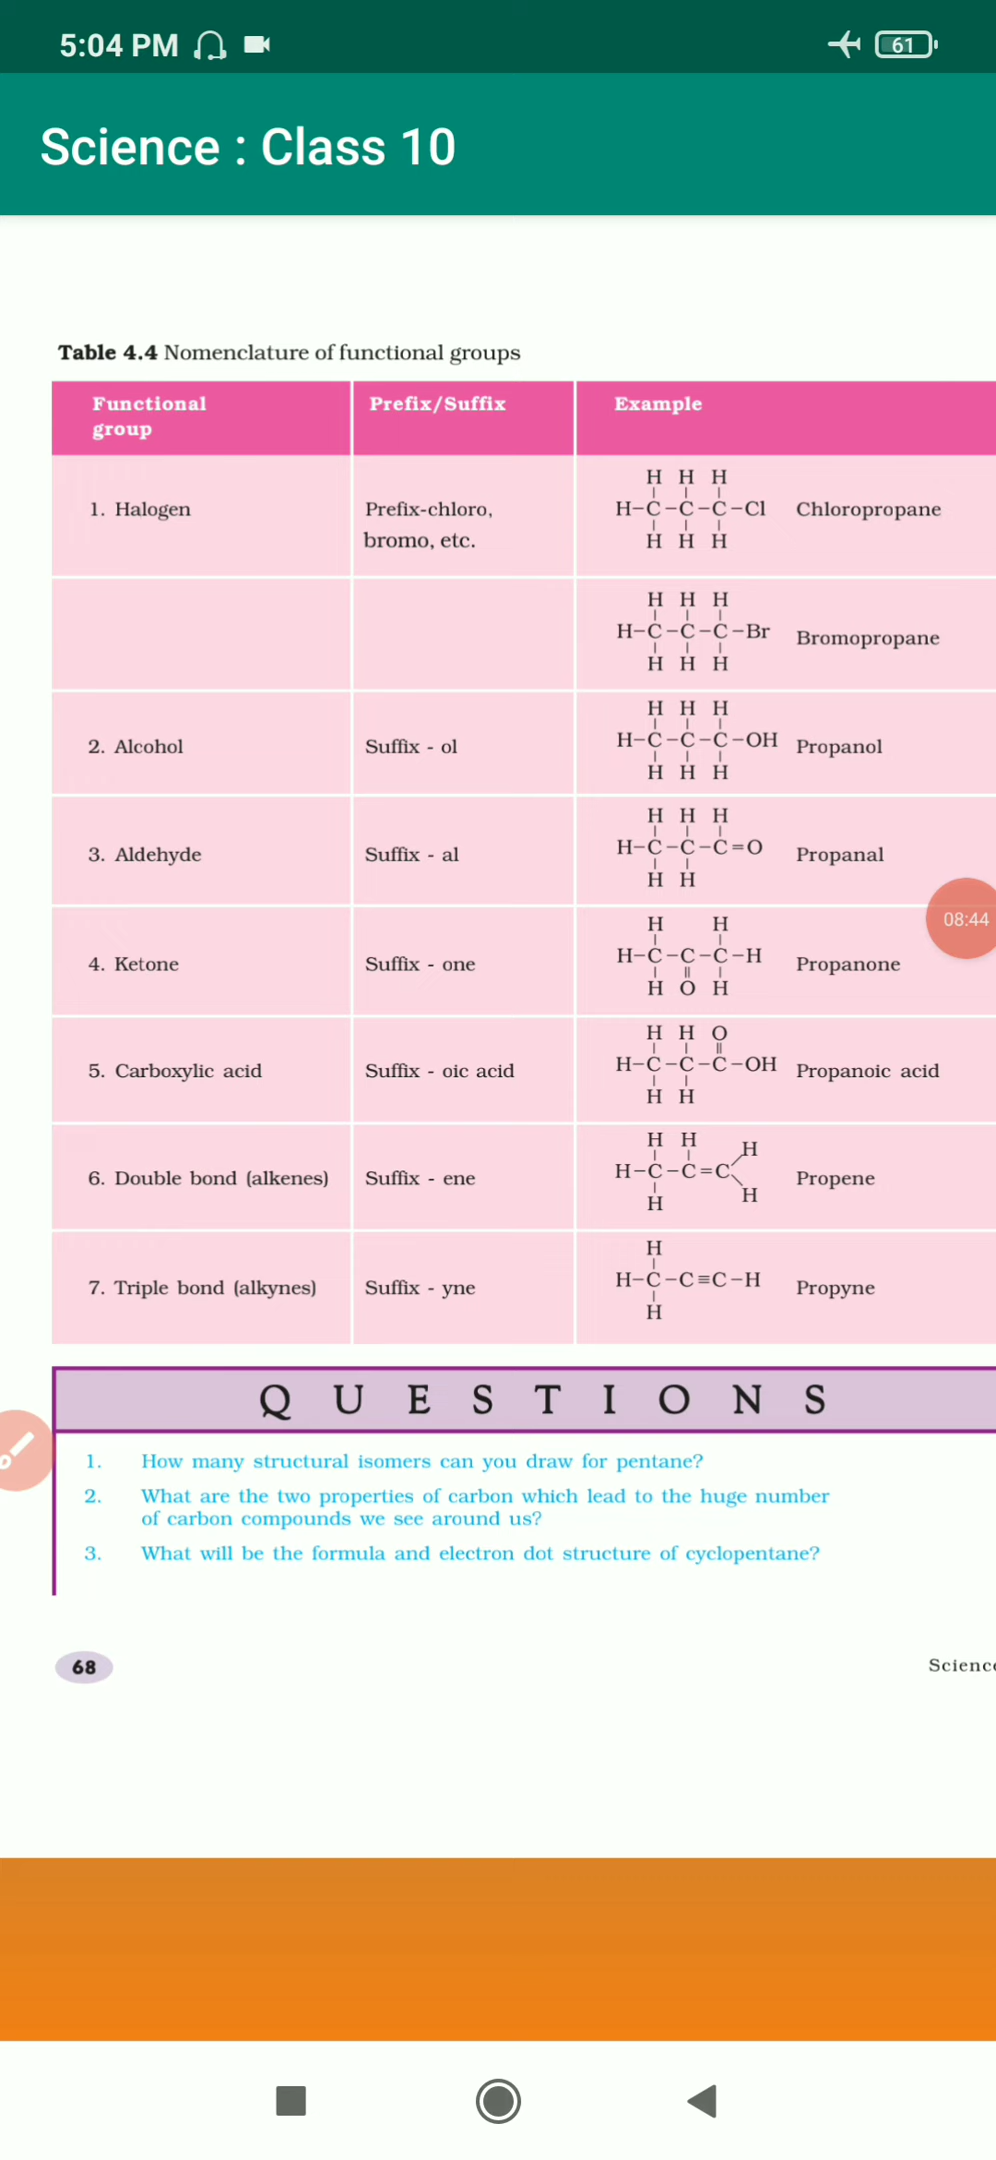 5:04 PM
61
Science : Class 10
Table 4.4 Nomenclature of functional groups
Functional group
Prefix/Suffix
Example
1. Halogen
Prefix-chloro,
bromo, etc.
H H H
H-C-C-C-Cl
H H H
Chloropropane
H H H
H-C-C-C-Br
H H H
Bromopropane
2. Alcohol
Suffix - ol
H H H
H-C-C-C-OH
H H H
Propanol
3. Aldehyde
Suffix - al
H H H
H-C-C-C=O
H H
Propanal
08:44
4. Ketone
Suffix - one
H H
H-C-C-C-H
H O H
Propanone
5. Carboxylic acid
Suffix - oic acid
H H O
H-C-C-C-OH
H H
Propanoic acid
6. Double bond (alkenes)
Suffix - ene
H H H
H-C-C=C
H H
Propene
7. Triple bond (alkynes)
Suffix - yne
H
H-C-C≡C-H
H
Propyne
QUESTIONS
1. How many structural isomers can you draw for pentane?
2. What are the two properties of carbon which lead to the huge number
of carbon compounds we see around us?
3. What will be the formula and electron dot structure of cyclopentane?
68
Science